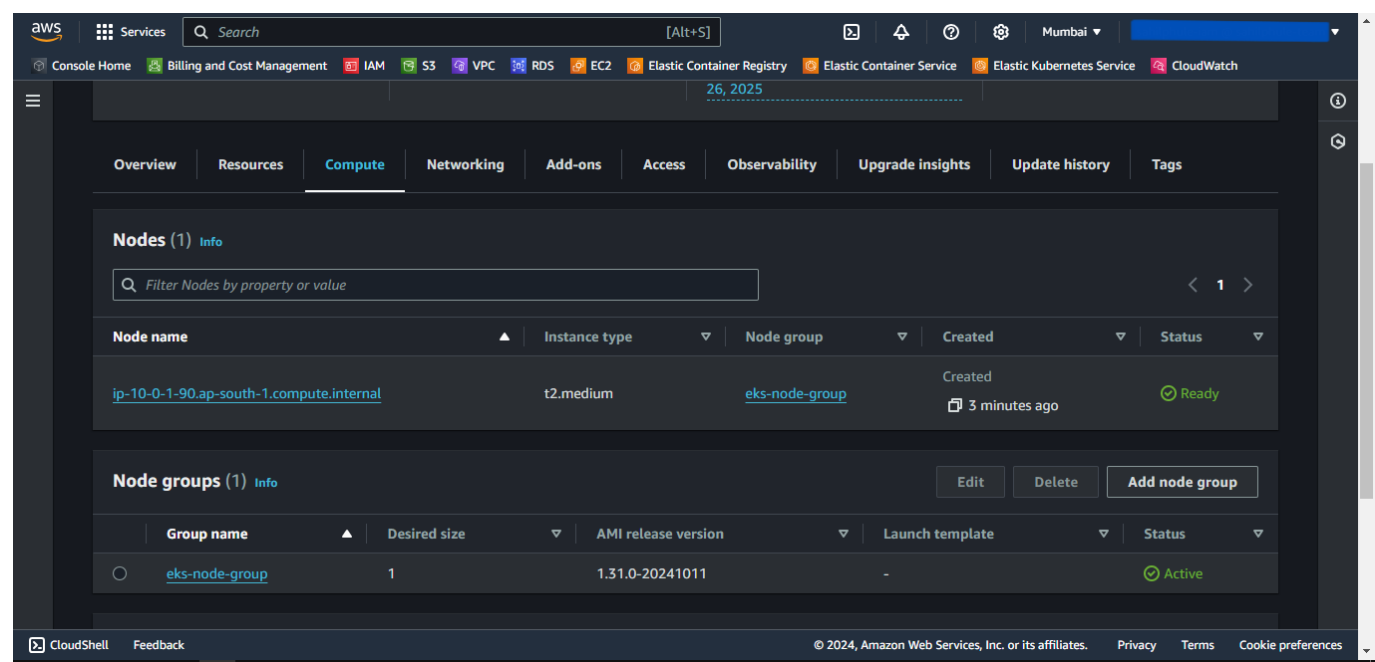 aws Services Search [Alt+S] Mumbai
Console Home Billing and Cost Management IAM S3 VPC RDS EC2 Elastic Container Registry Elastic Container Service Elastic Kubernetes Service CloudWatch
26, 2025
Overview Resources Compute Networking Add-ons Access Observability Upgrade insights Update history Tags
Nodes (1) Info
Filter Nodes by property or value 1
Node name Instance type Node group Created Status
Created
ip-10-0-1-90.ap-south-1.compute.internal t2.medium eks-node-group Ready
3 minutes ago
Node groups (1) Info Edit Delete Add node group
Group name Desired size AMI release version Launch template Status
eks-node-group 1 1.31.0-20241011 - Active
CloudShell Feedback © 2024, Amazon Web Services, Inc. or its affiliates. Privacy Terms Cookie preferences